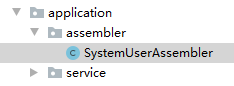 application
assembler
SystemUserAssembler
service